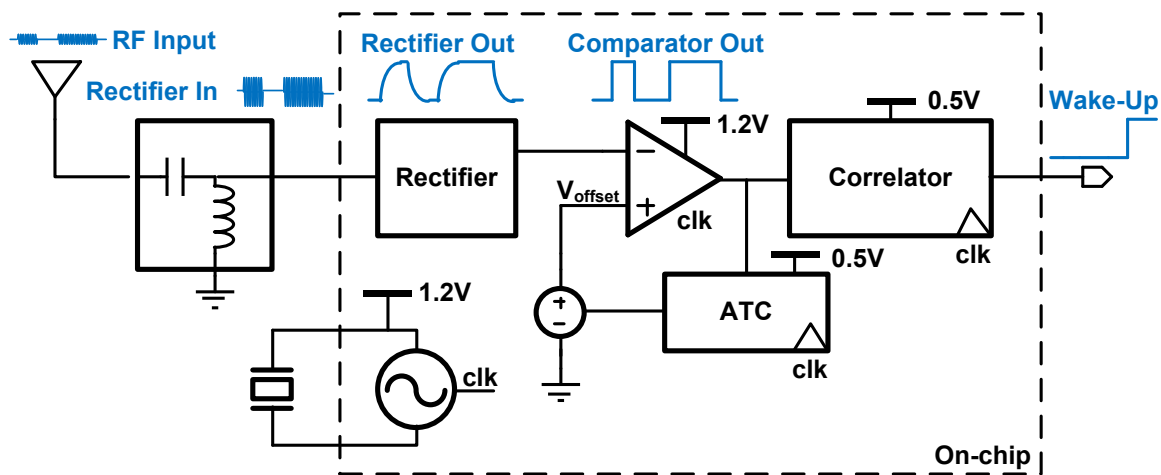 RF Input
Rectifier In
Rectifier Out
Comparator Out
Wake-Up
1.2V
0.5V
Rectifier
−
+
Voffset
clk
Correlator
clk
0.5V
ATC
clk
1.2V
+
−
clk
On-chip